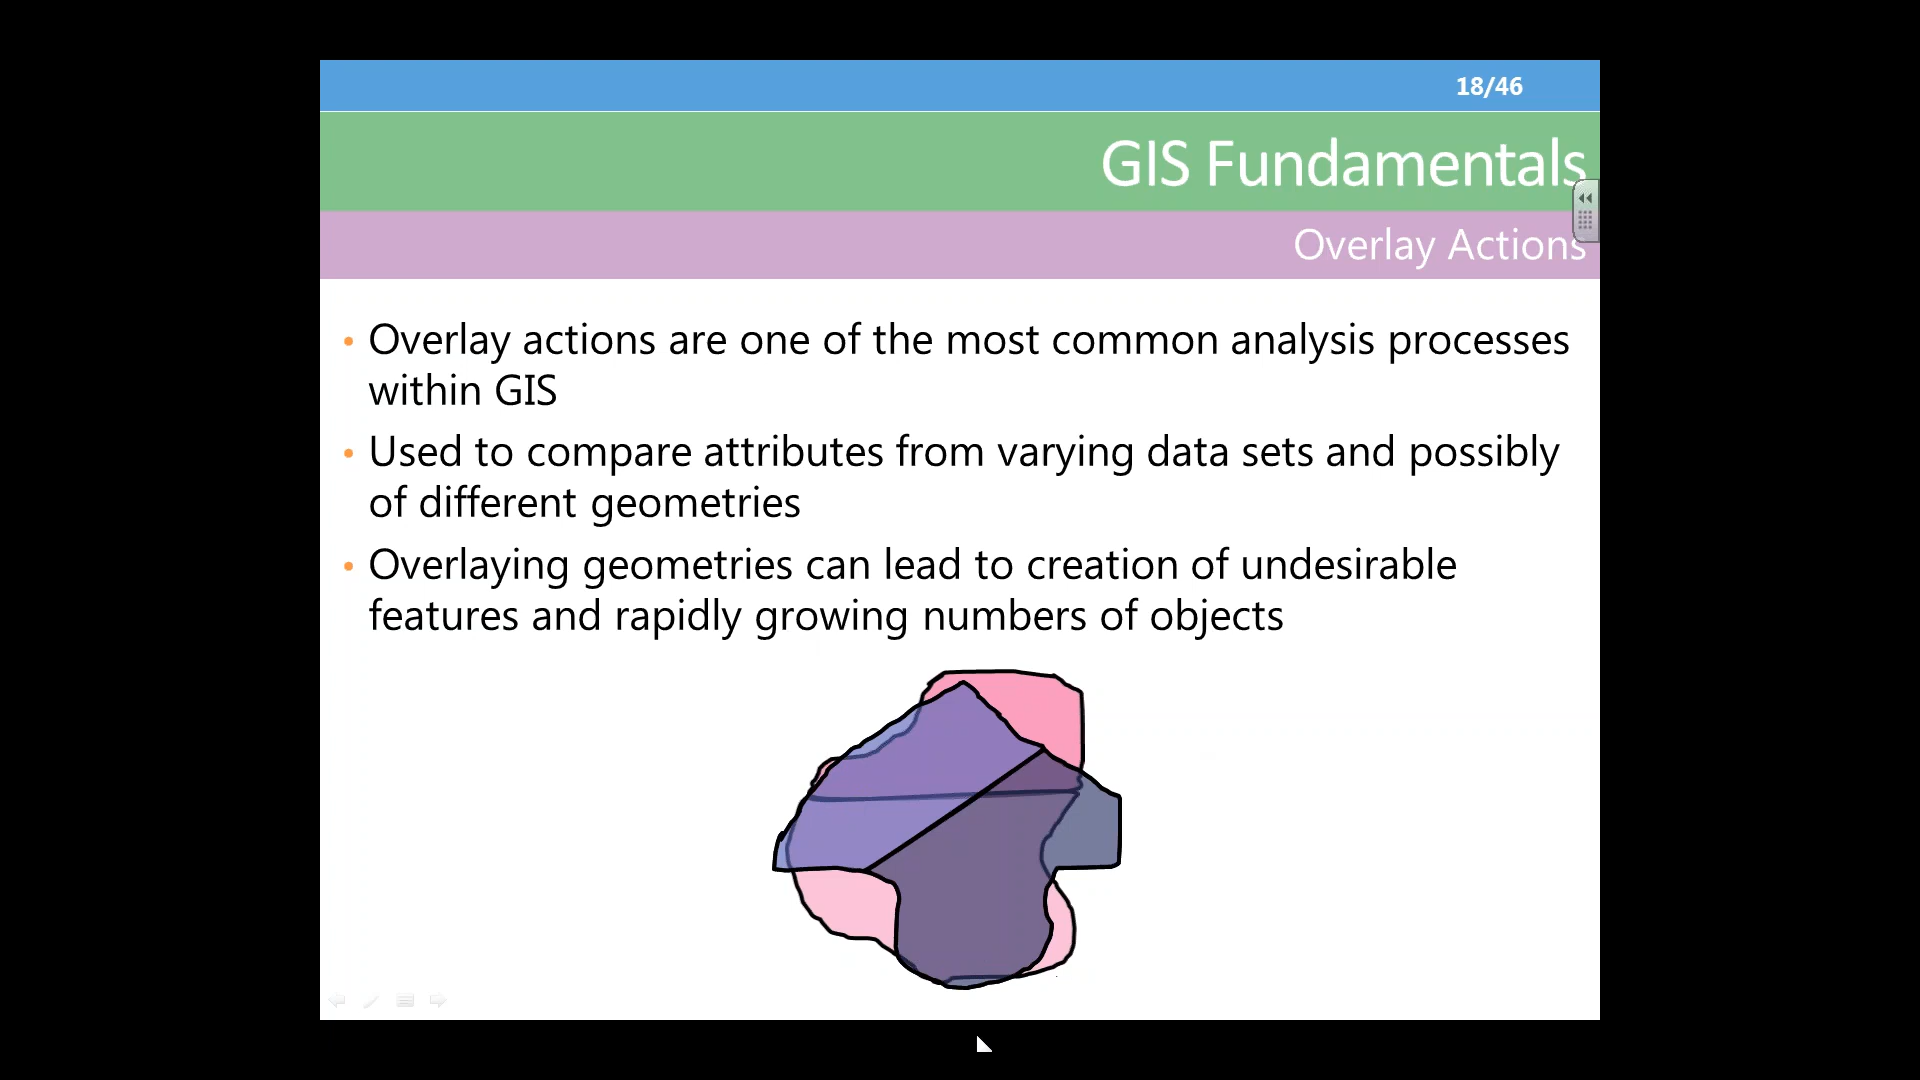 18/46
GIS Fundamentals
Overlay Actions
• Overlay actions are one of the most common analysis processes
within GIS
• Used to compare attributes from varying data sets and possibly
of different geometries
• Overlaying geometries can lead to creation of undesirable
features and rapidly growing numbers of objects